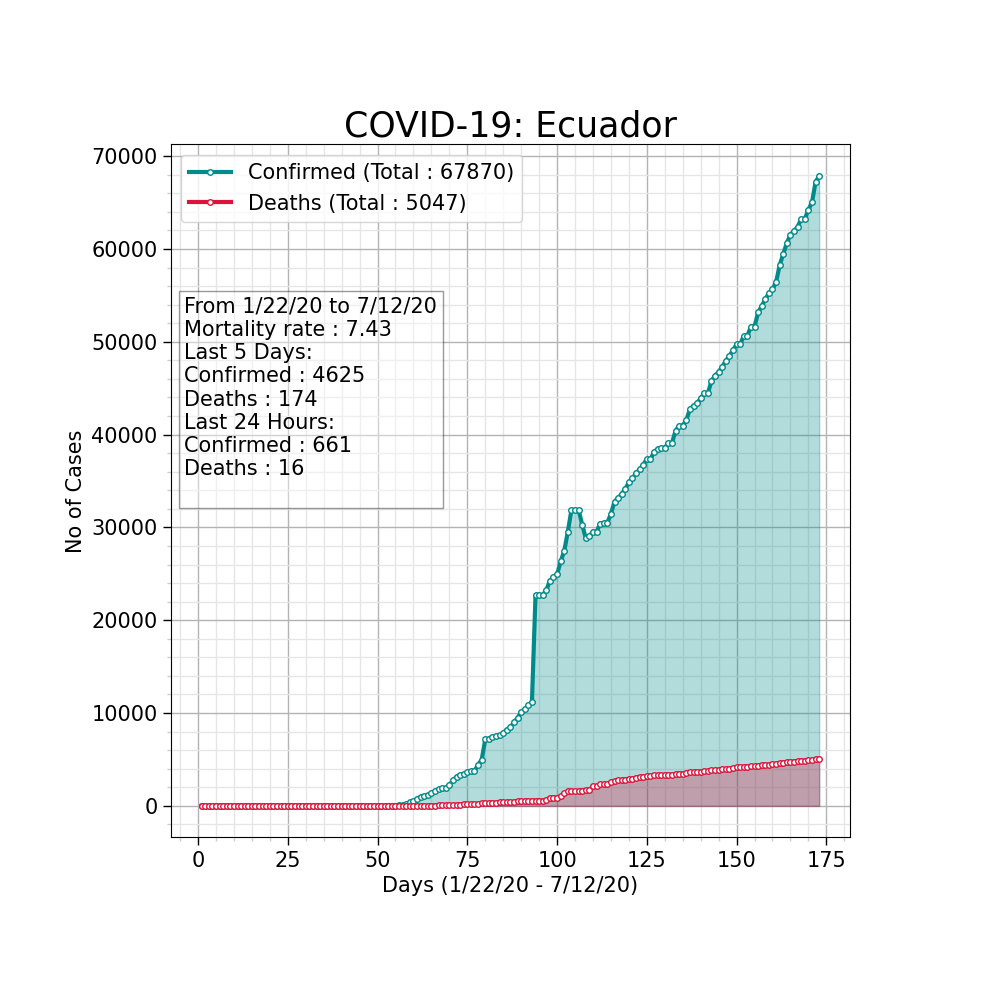 COVID-19: Ecuador
Confirmed (Total : 67870)
Deaths (Total : 5047)
From 1/22/20 to 7/12/20
Mortality rate : 7.43
Last 5 Days:
Confirmed : 4625
Deaths : 174
Last 24 Hours:
Confirmed : 661
Deaths : 16
No of Cases
70000
60000
50000
40000
30000
20000
10000
0
0 25 50 75 100 125 150 175
Days (1/22/20 - 7/12/20)